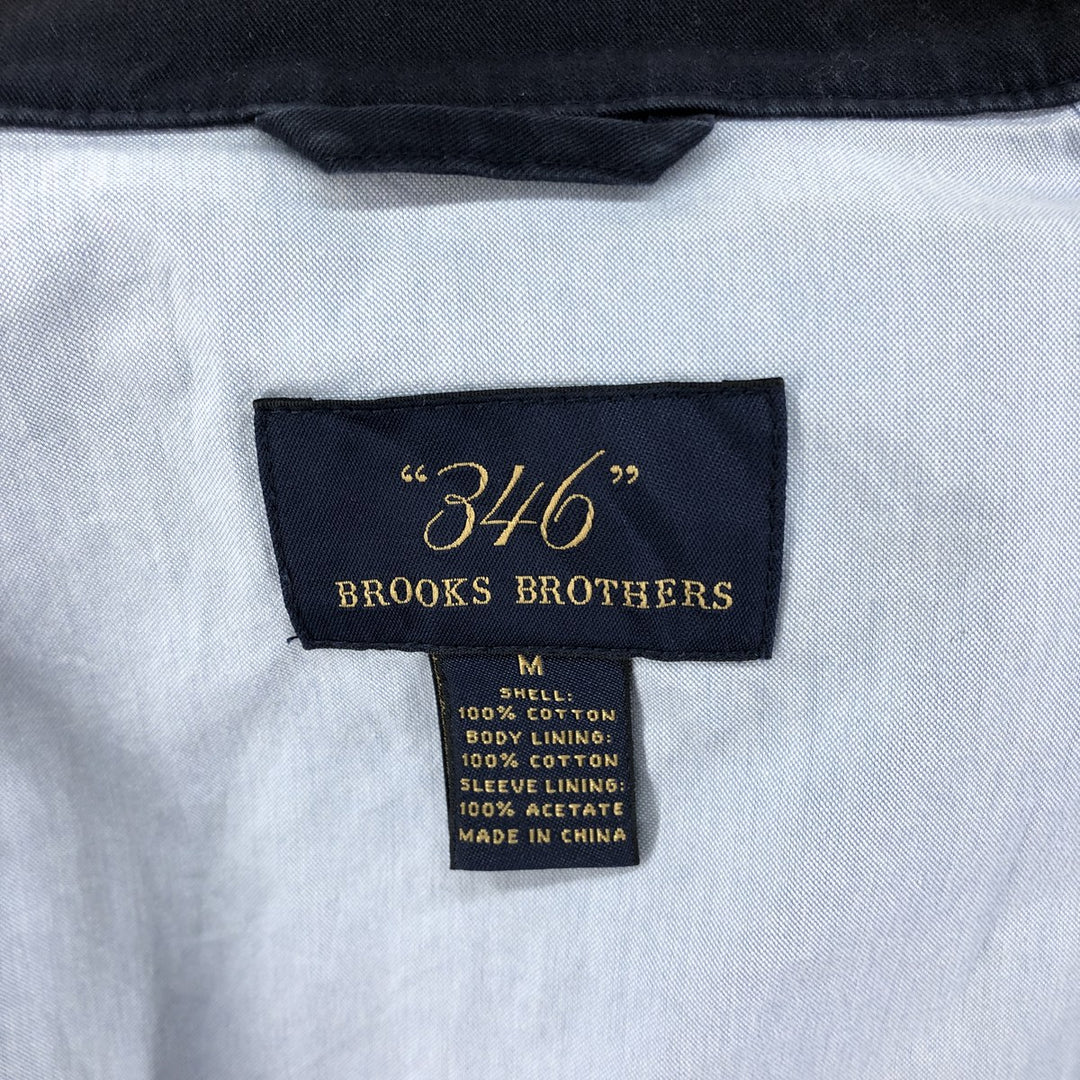 “346”
BROOKS BROTHERS
M
SHELL:
100% COTTON
BODY LINING:
100% COTTON
SLEEVE LINING:
100% ACETATE
MADE IN CHINA